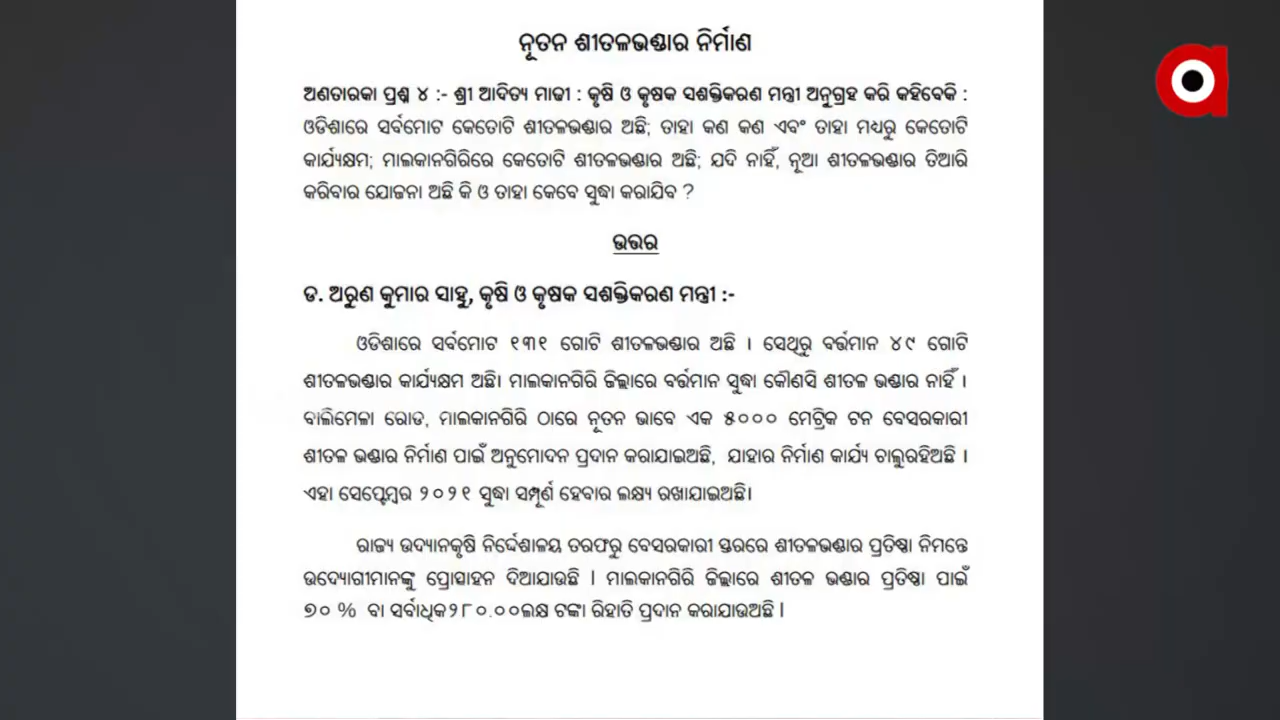 ନୂତନ ଶୀତଳଭଣ୍ଡାର ନିର୍ମାଣ
ଅଣତାରକା ପ୍ରଶ୍ନ ୪ :- ଶ୍ରୀ ଆଦିତ୍ୟ ମାଢୀ : କୃଷି ଓ କୃଷକ ସଶକ୍ତିକରଣ ମନ୍ତ୍ରୀ ଅନୁଗ୍ରହ କରି କହିବେକି :
ଓଡିଶାରେ ସର୍ବମୋଟ କେତୋଟି ଶୀତଳଭଣ୍ଡାର ଅଛି; ତାହା କଣ କଣ ଏବଂ ତାହା ମଧ୍ୟରୁ କେତୋଟି
କାର୍ଯ୍ୟକ୍ଷମ; ମାଲକାନଗିରିରେ କେତୋଟି ଶୀତଳଭଣ୍ଡାର ଅଛି; ଯଦି ନାହିଁ, ନୂଆ ଶୀତଳଭଣ୍ଡାର ତିଆରି
କରିବାର ଯୋଜନା ଅଛି କି ଓ ତାହା କେବେ ସୁଦ୍ଧା କରାଯିବ ?
ଉତ୍ତର
ଡ. ଅରୁଣ କୁମାର ସାହୁ, କୃଷି ଓ କୃଷକ ସଶକ୍ତିକରଣ ମନ୍ତ୍ରୀ :-
ଓଡିଶାରେ ସର୍ବମୋଟ ୧୩୧ ଗୋଟି ଶୀତଳଭଣ୍ଡାର ଅଛି । ସେଥିରୁ ବର୍ତ୍ତମାନ ୪୯ ଗୋଟି
ଶୀତଳଭଣ୍ଡାର କାର୍ଯ୍ୟକ୍ଷମ ଅଛି। ମାଲକାନଗିରି ଜିଲ୍ଲାରେ ବର୍ତ୍ତମାନ ସୁଦ୍ଧା କୌଣସି ଶୀତଳ ଭଣ୍ଡାର ନାହିଁ ।
ବାଲିମେଳା ରୋଡ, ମାଲକାନଗିରି ଠାରେ ନୂତନ ଭାବେ ଏକ ୫୦୦୦ ମେଟ୍ରିକ ଟନ ବେସରକାରୀ
ଶୀତଳ ଭଣ୍ଡାର ନିର୍ମାଣ ପାଇଁ ଅନୁମୋଦନ ପ୍ରଦାନ କରାଯାଇଅଛି, ଯାହାର ନିର୍ମାଣ କାର୍ଯ୍ୟ ଚାଲୁରହିଅଛି ।
ଏହା ସେପ୍ଟେମ୍ବର ୨୦୨୧ ସୁଦ୍ଧା ସମ୍ପୂର୍ଣ ହେବାର ଲକ୍ଷ୍ୟ ରଖାଯାଇଅଛି।
ରାଜ୍ୟ ଉଦ୍ୟାନକୃଷି ନିର୍ଦ୍ଦେଶାଳୟ ତରଫରୁ ବେସରକାରୀ ସ୍ତରରେ ଶୀତଳଭଣ୍ଡାର ପ୍ରତିଷ୍ଠା ନିମନ୍ତେ
ଉଦ୍ୟୋଗୀମାନଙ୍କୁ ପ୍ରୋତ୍ସାହନ ଦିଆଯାଉଛି । ମାଲକାନଗିରି ଜିଲ୍ଲାରେ ଶୀତଳ ଭଣ୍ଡାର ପ୍ରତିଷ୍ଠା ପାଇଁ
୭୦ % ବା ସର୍ବାଧିକ୨୮୦.୦୦ଲକ୍ଷ ଟଙ୍କା ରିହାତି ପ୍ରଦାନ କରାଯାଉଅଛି ।